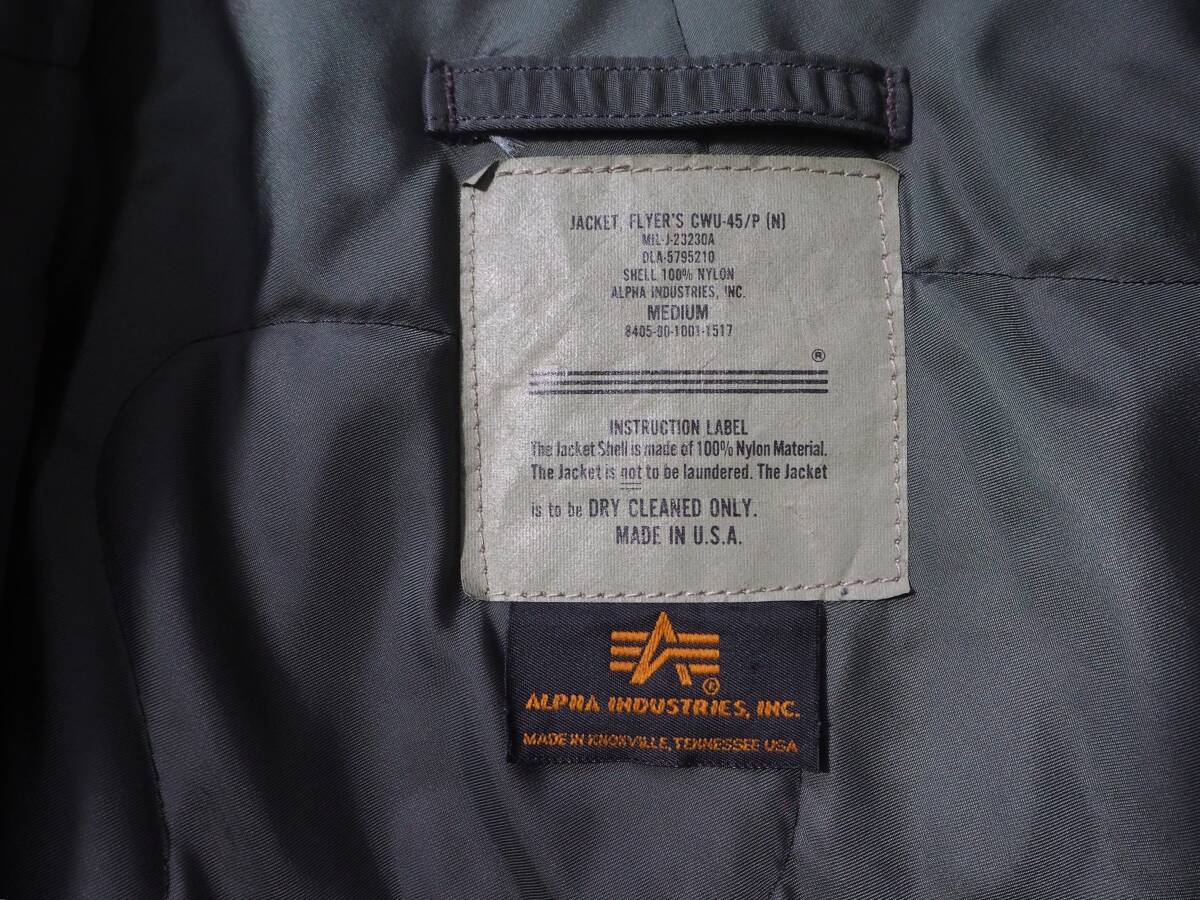 JACKET, FLYER'S CWU-45/P (N)
MIL-J-23230A
DLA-5795210
SHELL 100% NYLON
ALPHA INDUSTRIES, INC.
MEDIUM
8405-00-1001-1517
®
INSTRUCTION LABEL
The Jacket Shell is made of 100% Nylon Material.
The Jacket is not to be laundered. The Jacket
is to be DRY CLEANED ONLY.
MADE IN U.S.A.
ALPHA INDUSTRIES, INC.
MADE IN KNOXVILLE, TENNESSEE USA